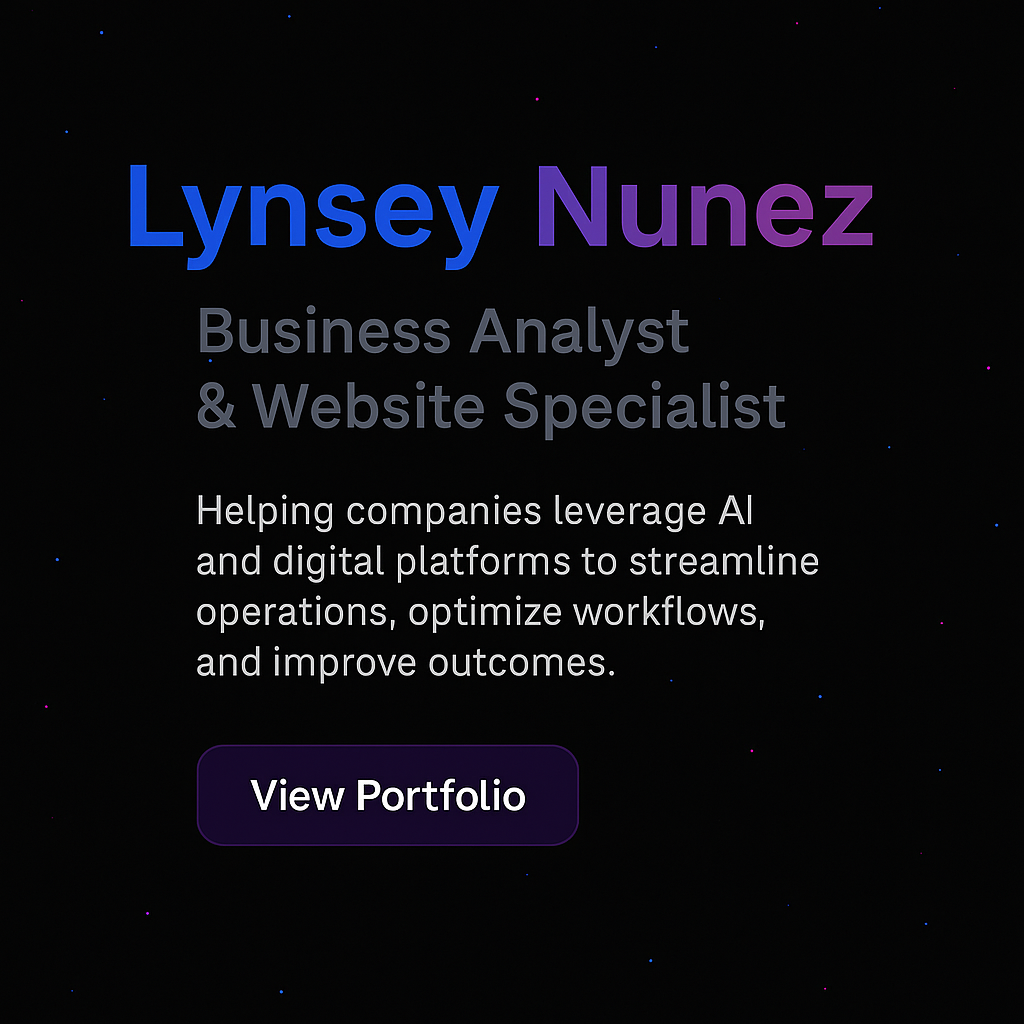 Lynsey Nunez
Business Analyst
& Website Specialist
Helping companies leverage AI
and digital platforms to streamline
operations, optimize workflows,
and improve outcomes.
View Portfolio